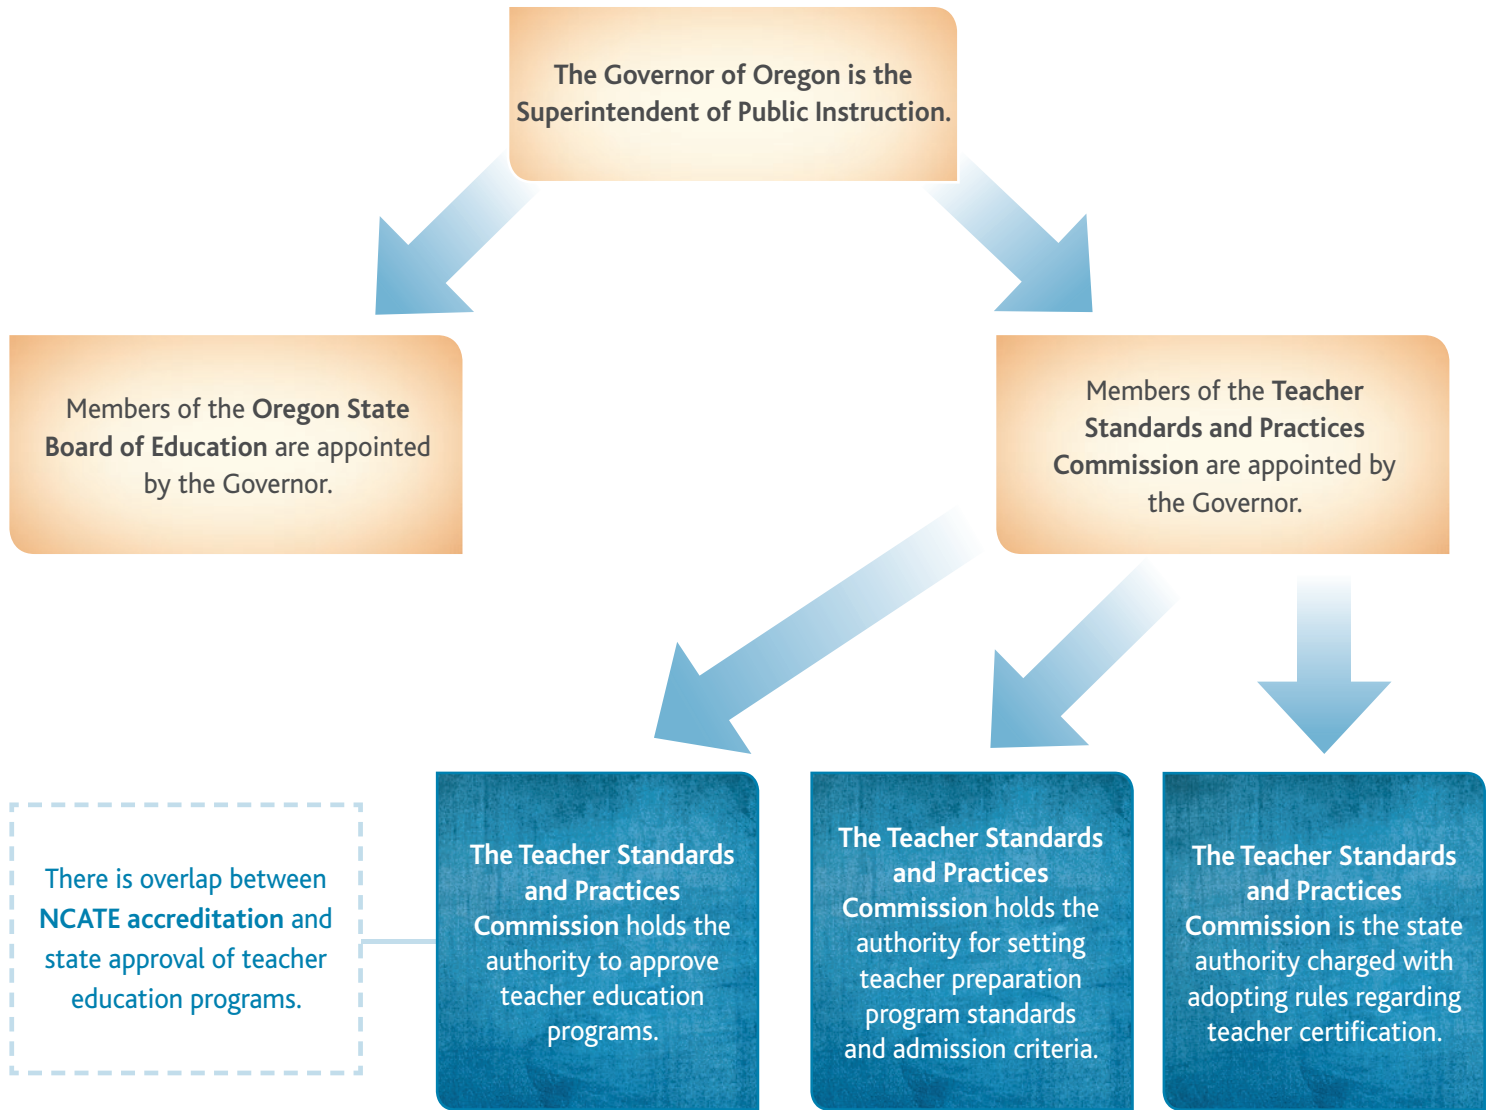 The Governor of Oregon is the
Superintendent of Public Instruction.
Members of the Oregon State
Board of Education are appointed
by the Governor.
Members of the Teacher
Standards and Practices
Commission are appointed by
the Governor.
There is overlap between
NCATE accreditation and
state approval of teacher
education programs.
The Teacher Standards
and Practices
Commission holds the
authority to approve
teacher education
programs.
The Teacher Standards
and Practices
Commission holds the
authority for setting
teacher preparation
program standards
and admission criteria.
The Teacher Standards
and Practices
Commission is the state
authority charged with
adopting rules regarding
teacher certification.